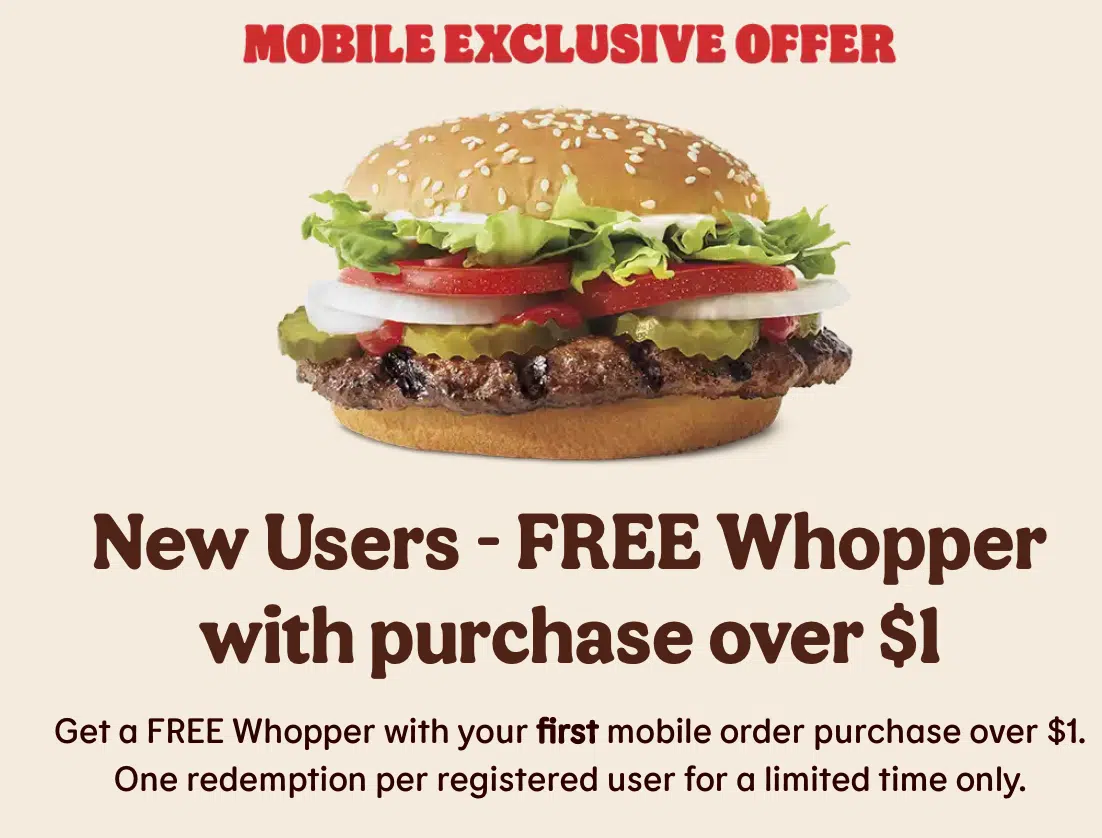 MOBILE EXCLUSIVE OFFER
New Users - FREE Whopper
with purchase over $1
Get a FREE Whopper with your first mobile order purchase over $1.
One redemption per registered user for a limited time only.